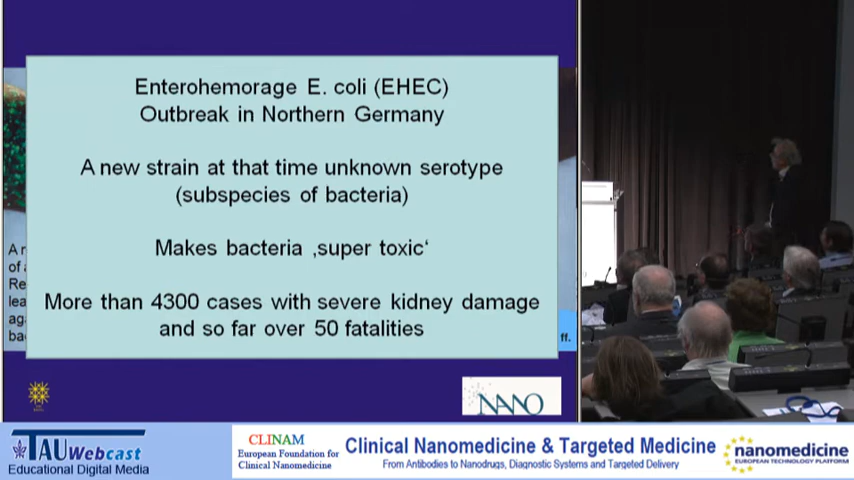 Enterohemorage E. coli (EHEC)
Outbreak in Northern Germany
A new strain at that time unknown serotype
(subspecies of bacteria)
Makes bacteria ‚super toxic‘
More than 4300 cases with severe kidney damage
and so far over 50 fatalities
ff.
NANO
TAUWebcast
Educational Digital Media
CLINAM
European Foundation for
Clinical Nanomedicine
Clinical Nanomedicine & Targeted Medicine
From Antibodies to Nanodrugs, Diagnostic Systems and Targeted Delivery
nanomedicine
EUROPEAN TECHNOLOGY PLATFORM